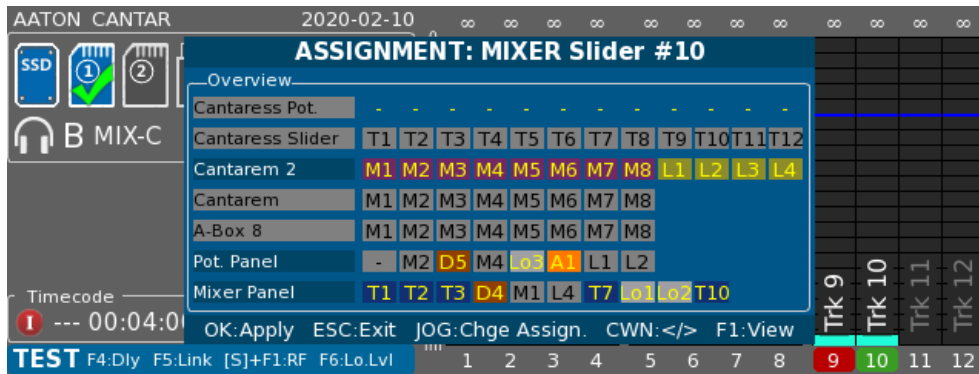 AATON CANTAR 2020-02-10 ∞ ∞ ∞ ∞ ∞ ∞ ∞ ∞ ∞ ∞ ∞ ∞
ASSIGNMENT: MIXER Slider #10
SSD 1 2
Overview
Cantaress Pot. - - - - - - - - - - - -
Cantaress Slider T1 T2 T3 T4 T5 T6 T7 T8 T9 T10 T11 T12
B MIX-C
Cantarem 2 M1 M2 M3 M4 M5 M6 M7 M8 L1 L2 L3 L4
Cantarem M1 M2 M3 M4 M5 M6 M7 M8
A-Box 8 M1 M2 M3 M4 M5 M6 M7 M8
Pot. Panel - M2 D5 M4 Lo3 A1 L1 L2
Mixer Panel T1 T2 T3 D4 M1 L4 T7 Lo1 Lo2 T10
Trk 9
Trk 10
Trk 11
Trk 12
Timecode
I --- 00:04:0
OK:Apply ESC:Exit JOG:Chge Assign. CWN:</> F1:View
TEST F4:Dly F5:Link [S]+F1:RF F6:Lo.Lvl 1 2 3 4 5 6 7 8 9 10 11 12